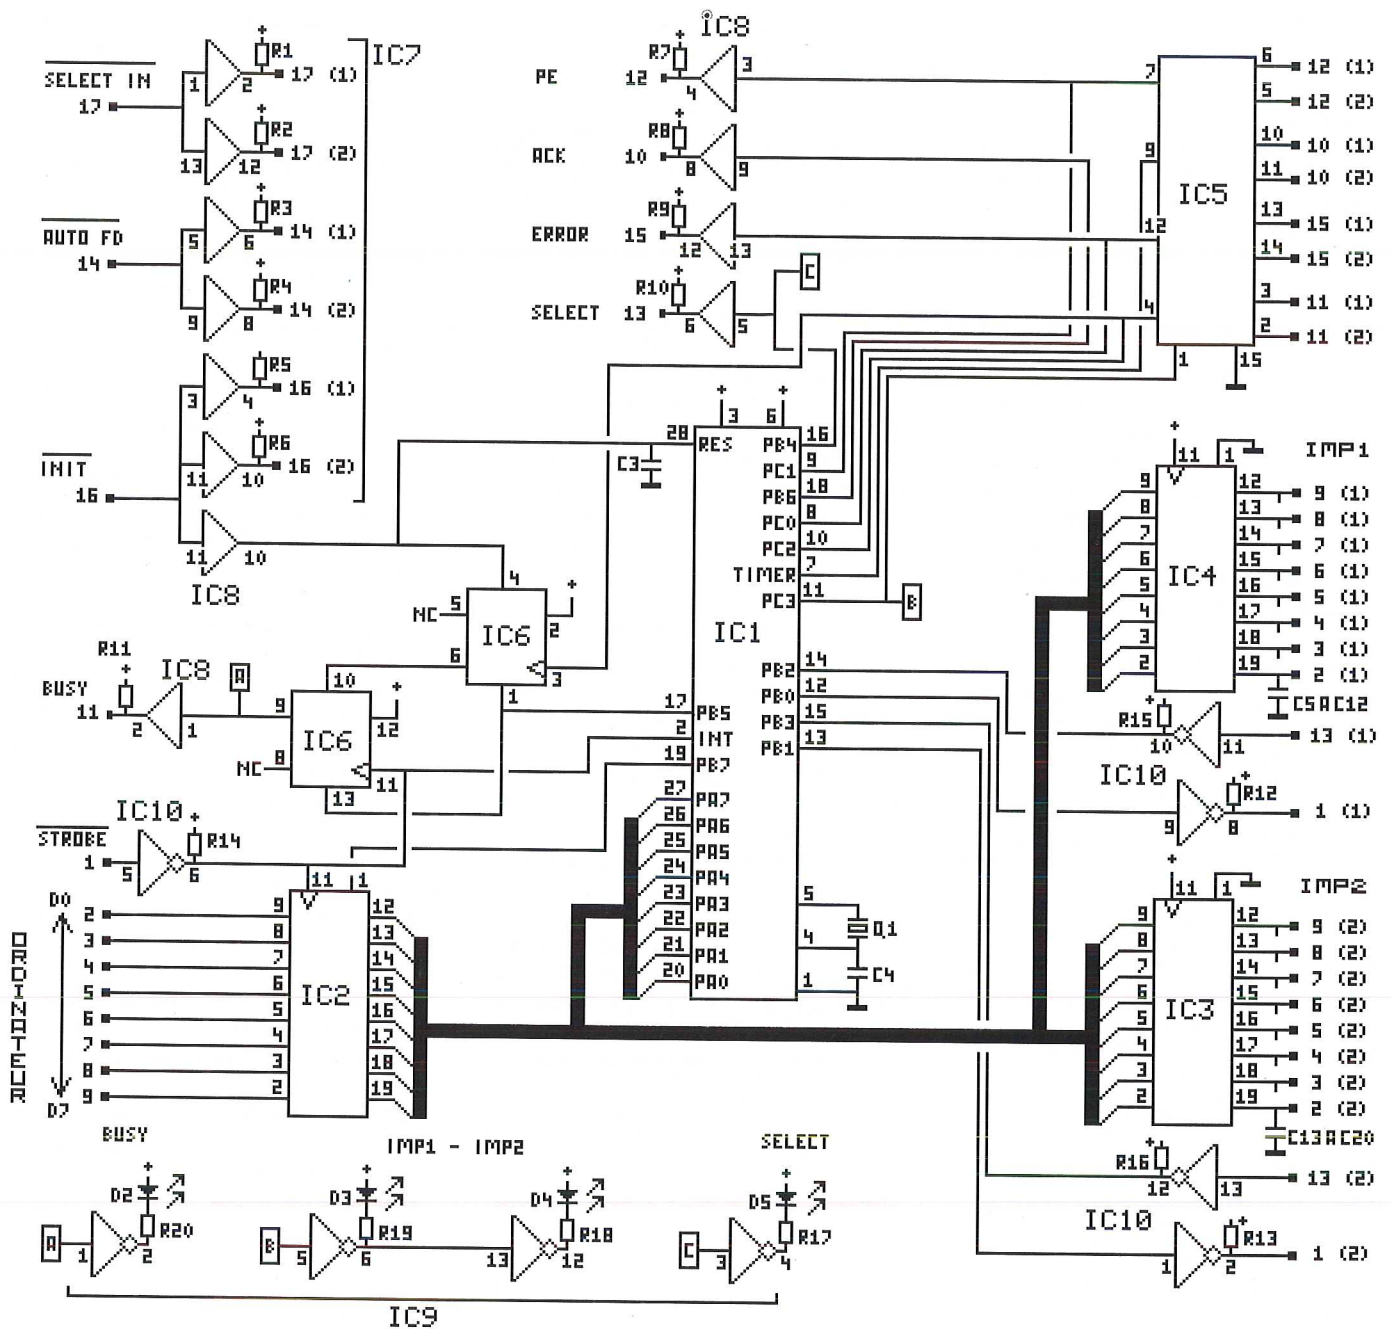 IC7
SELECT IN
17
1
2
+
R1
17 (1)
13
12
+
R2
17 (2)
AUTO FD
14
5
6
+
R3
14 (1)
9
8
+
R4
14 (2)
INIT
16
3
4
R5
16 (1)
11
10
+
R6
16 (2)
11
10
IC8
IC8
PE
12
+
R7
4
3
ACK
10
+
R8
8
9
ERROR
15
+
R9
12
13
SELECT
13
+
R10
6
5
C
IC5
7
9
12
4
1
15
6
12 (1)
5
12 (2)
10
10 (1)
11
10 (2)
13
15 (1)
14
15 (2)
3
11 (1)
2
11 (2)
C3
+
3
6
+
28
RES
PB4
16
PC1
9
PB6
18
PC0
8
PC2
10
TIMER
7
PC3
11
B
IC1
PB2
14
PB0
12
PB3
15
PB1
13
17
PB5
2
INT
19
PB7
27
PA7
26
PA6
25
PA5
24
PA4
23
PA3
22
PA2
21
PA1
20
PA0
5
4
1
Q1
C4
IC6
4
NC
5
6
+
2
3
1
IC6
10
9
NC
8
+
12
11
13
A
R11
+
IC8
BUSY
11
2
1
IC10
STROBE
1
5
6
+
R14
ORDINATEUR
D0
D7
2
3
4
5
6
7
8
9
IC2
11
1
9
8
7
6
5
4
3
2
12
13
14
15
16
17
18
19
IMP1
+
11
1
IC4
9
8
7
6
5
4
3
2
12
9 (1)
13
8 (1)
14
7 (1)
15
6 (1)
16
5 (1)
17
4 (1)
18
3 (1)
19
2 (1)
C5AC12
+
R15
10
11
13 (1)
IC10
9
8
+
R12
1 (1)
IMP2
+
11
1
IC3
9
8
7
6
5
4
3
2
12
9 (2)
13
8 (2)
14
7 (2)
15
6 (2)
16
5 (2)
17
4 (2)
18
3 (2)
19
2 (2)
C13AC20
+
R16
12
13
13 (2)
IC10
1
2
+
R13
1 (2)
BUSY
IMP1 - IMP2
SELECT
A
1
2
+
D2
R20
B
5
6
+
D3
R19
13
12
+
D4
R18
C
3
4
+
D5
R17
IC9